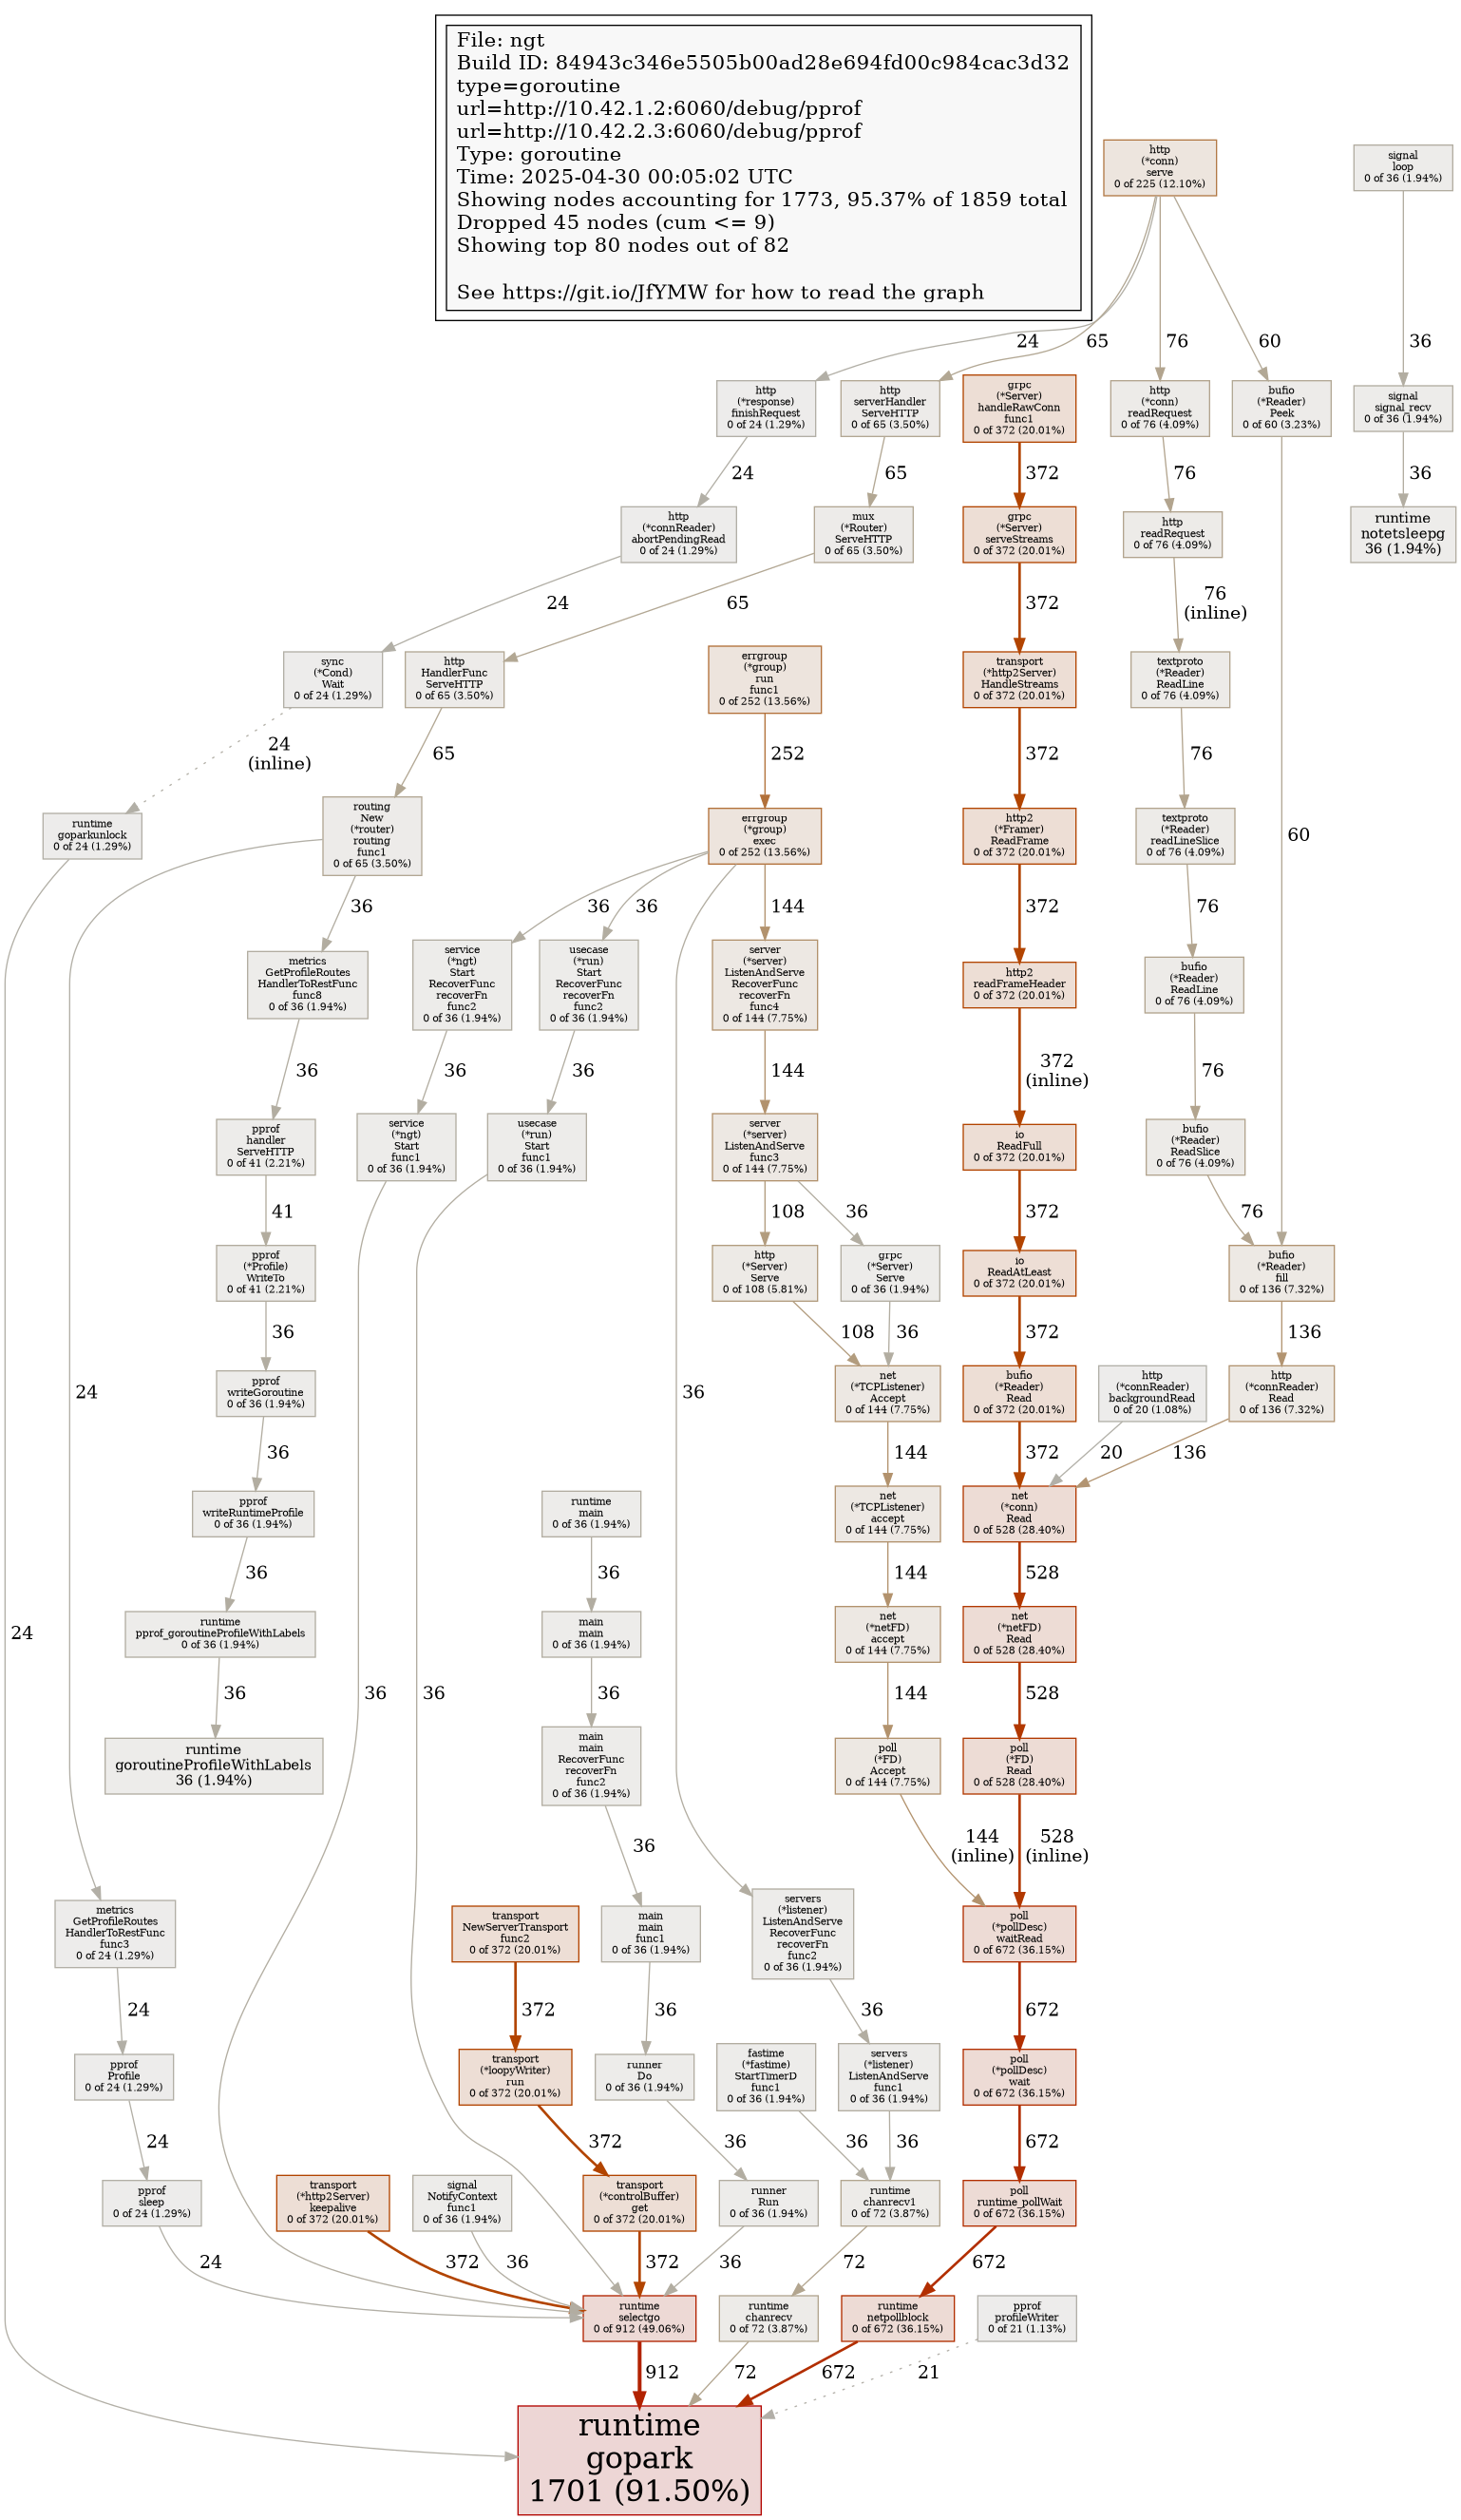 File: ngt
Build ID: 84943c346e5505b00ad28e694fd00c984cac3d32
type=goroutine
url=http://10.42.1.2:6060/debug/pprof
url=http://10.42.2.3:6060/debug/pprof
Type: goroutine
Time: 2025-04-30 00:05:02 UTC
Showing nodes accounting for 1773, 95.37% of 1859 total
Dropped 45 nodes (cum <= 9)
Showing top 80 nodes out of 82
See https://git.io/JfYMW for how to read the graph
http
(*conn)
serve
0 of 225 (12.10%)
signal
loop
0 of 36 (1.94%)
24
65
76
60
36
http
(*response)
finishRequest
0 of 24 (1.29%)
http
serverHandler
ServeHTTP
0 of 65 (3.50%)
grpc
(*Server)
handleRawConn
func1
0 of 372 (20.01%)
http
(*conn)
readRequest
0 of 76 (4.09%)
bufio
(*Reader)
Peek
0 of 60 (3.23%)
signal
signal_recv
0 of 36 (1.94%)
24
65
372
76
36
http
(*connReader)
abortPendingRead
0 of 24 (1.29%)
mux
(*Router)
ServeHTTP
0 of 65 (3.50%)
grpc
(*Server)
serveStreams
0 of 372 (20.01%)
http
readRequest
0 of 76 (4.09%)
runtime
notetsleepg
36 (1.94%)
24
65
372
76
(inline)
sync
(*Cond)
Wait
0 of 24 (1.29%)
http
HandlerFunc
ServeHTTP
0 of 65 (3.50%)
errgroup
(*group)
run
func1
0 of 252 (13.56%)
transport
(*http2Server)
HandleStreams
0 of 372 (20.01%)
textproto
(*Reader)
ReadLine
0 of 76 (4.09%)
24
(inline)
65
252
372
76
runtime
goparkunlock
0 of 24 (1.29%)
routing
New
(*router)
routing
func1
0 of 65 (3.50%)
errgroup
(*group)
exec
0 of 252 (13.56%)
http2
(*Framer)
ReadFrame
0 of 372 (20.01%)
textproto
(*Reader)
readLineSlice
0 of 76 (4.09%)
60
36
36
36
144
372
76
metrics
GetProfileRoutes
HandlerToRestFunc
func8
0 of 36 (1.94%)
service
(*ngt)
Start
RecoverFunc
recoverFn
func2
0 of 36 (1.94%)
usecase
(*run)
Start
RecoverFunc
recoverFn
func2
0 of 36 (1.94%)
server
(*server)
ListenAndServe
RecoverFunc
recoverFn
func4
0 of 144 (7.75%)
http2
readFrameHeader
0 of 372 (20.01%)
bufio
(*Reader)
ReadLine
0 of 76 (4.09%)
36
36
36
144
372
(inline)
76
pprof
handler
ServeHTTP
0 of 41 (2.21%)
service
(*ngt)
Start
func1
0 of 36 (1.94%)
usecase
(*run)
Start
func1
0 of 36 (1.94%)
server
(*server)
ListenAndServe
func3
0 of 144 (7.75%)
io
ReadFull
0 of 372 (20.01%)
bufio
(*Reader)
ReadSlice
0 of 76 (4.09%)
41
108
36
372
76
pprof
(*Profile)
WriteTo
0 of 41 (2.21%)
http
(*Server)
Serve
0 of 108 (5.81%)
grpc
(*Server)
Serve
0 of 36 (1.94%)
io
ReadAtLeast
0 of 372 (20.01%)
bufio
(*Reader)
fill
0 of 136 (7.32%)
36
108
36
372
136
24
36
pprof
writeGoroutine
0 of 36 (1.94%)
net
(*TCPListener)
Accept
0 of 144 (7.75%)
bufio
(*Reader)
Read
0 of 372 (20.01%)
http
(*connReader)
backgroundRead
0 of 20 (1.08%)
http
(*connReader)
Read
0 of 136 (7.32%)
36
144
372
20
136
pprof
writeRuntimeProfile
0 of 36 (1.94%)
runtime
main
0 of 36 (1.94%)
net
(*TCPListener)
accept
0 of 144 (7.75%)
net
(*conn)
Read
0 of 528 (28.40%)
36
36
144
528
24
36
36
runtime
pprof_goroutineProfileWithLabels
0 of 36 (1.94%)
main
main
0 of 36 (1.94%)
net
(*netFD)
accept
0 of 144 (7.75%)
net
(*netFD)
Read
0 of 528 (28.40%)
36
36
144
528
runtime
goroutineProfileWithLabels
36 (1.94%)
main
main
RecoverFunc
recoverFn
func2
0 of 36 (1.94%)
poll
(*FD)
Accept
0 of 144 (7.75%)
poll
(*FD)
Read
0 of 528 (28.40%)
36
144
(inline)
528
(inline)
metrics
GetProfileRoutes
HandlerToRestFunc
func3
0 of 24 (1.29%)
transport
NewServerTransport
func2
0 of 372 (20.01%)
main
main
func1
0 of 36 (1.94%)
servers
(*listener)
ListenAndServe
RecoverFunc
recoverFn
func2
0 of 36 (1.94%)
poll
(*pollDesc)
waitRead
0 of 672 (36.15%)
24
372
36
36
672
pprof
Profile
0 of 24 (1.29%)
transport
(*loopyWriter)
run
0 of 372 (20.01%)
runner
Do
0 of 36 (1.94%)
fastime
(*fastime)
StartTimerD
func1
0 of 36 (1.94%)
servers
(*listener)
ListenAndServe
func1
0 of 36 (1.94%)
poll
(*pollDesc)
wait
0 of 672 (36.15%)
24
372
36
36
36
672
pprof
sleep
0 of 24 (1.29%)
transport
(*http2Server)
keepalive
0 of 372 (20.01%)
signal
NotifyContext
func1
0 of 36 (1.94%)
transport
(*controlBuffer)
get
0 of 372 (20.01%)
runner
Run
0 of 36 (1.94%)
runtime
chanrecv1
0 of 72 (3.87%)
poll
runtime_pollWait
0 of 672 (36.15%)
24
372
36
372
36
72
672
runtime
selectgo
0 of 912 (49.06%)
runtime
chanrecv
0 of 72 (3.87%)
runtime
netpollblock
0 of 672 (36.15%)
pprof
profileWriter
0 of 21 (1.13%)
912
72
672
21
runtime
gopark
1701 (91.50%)